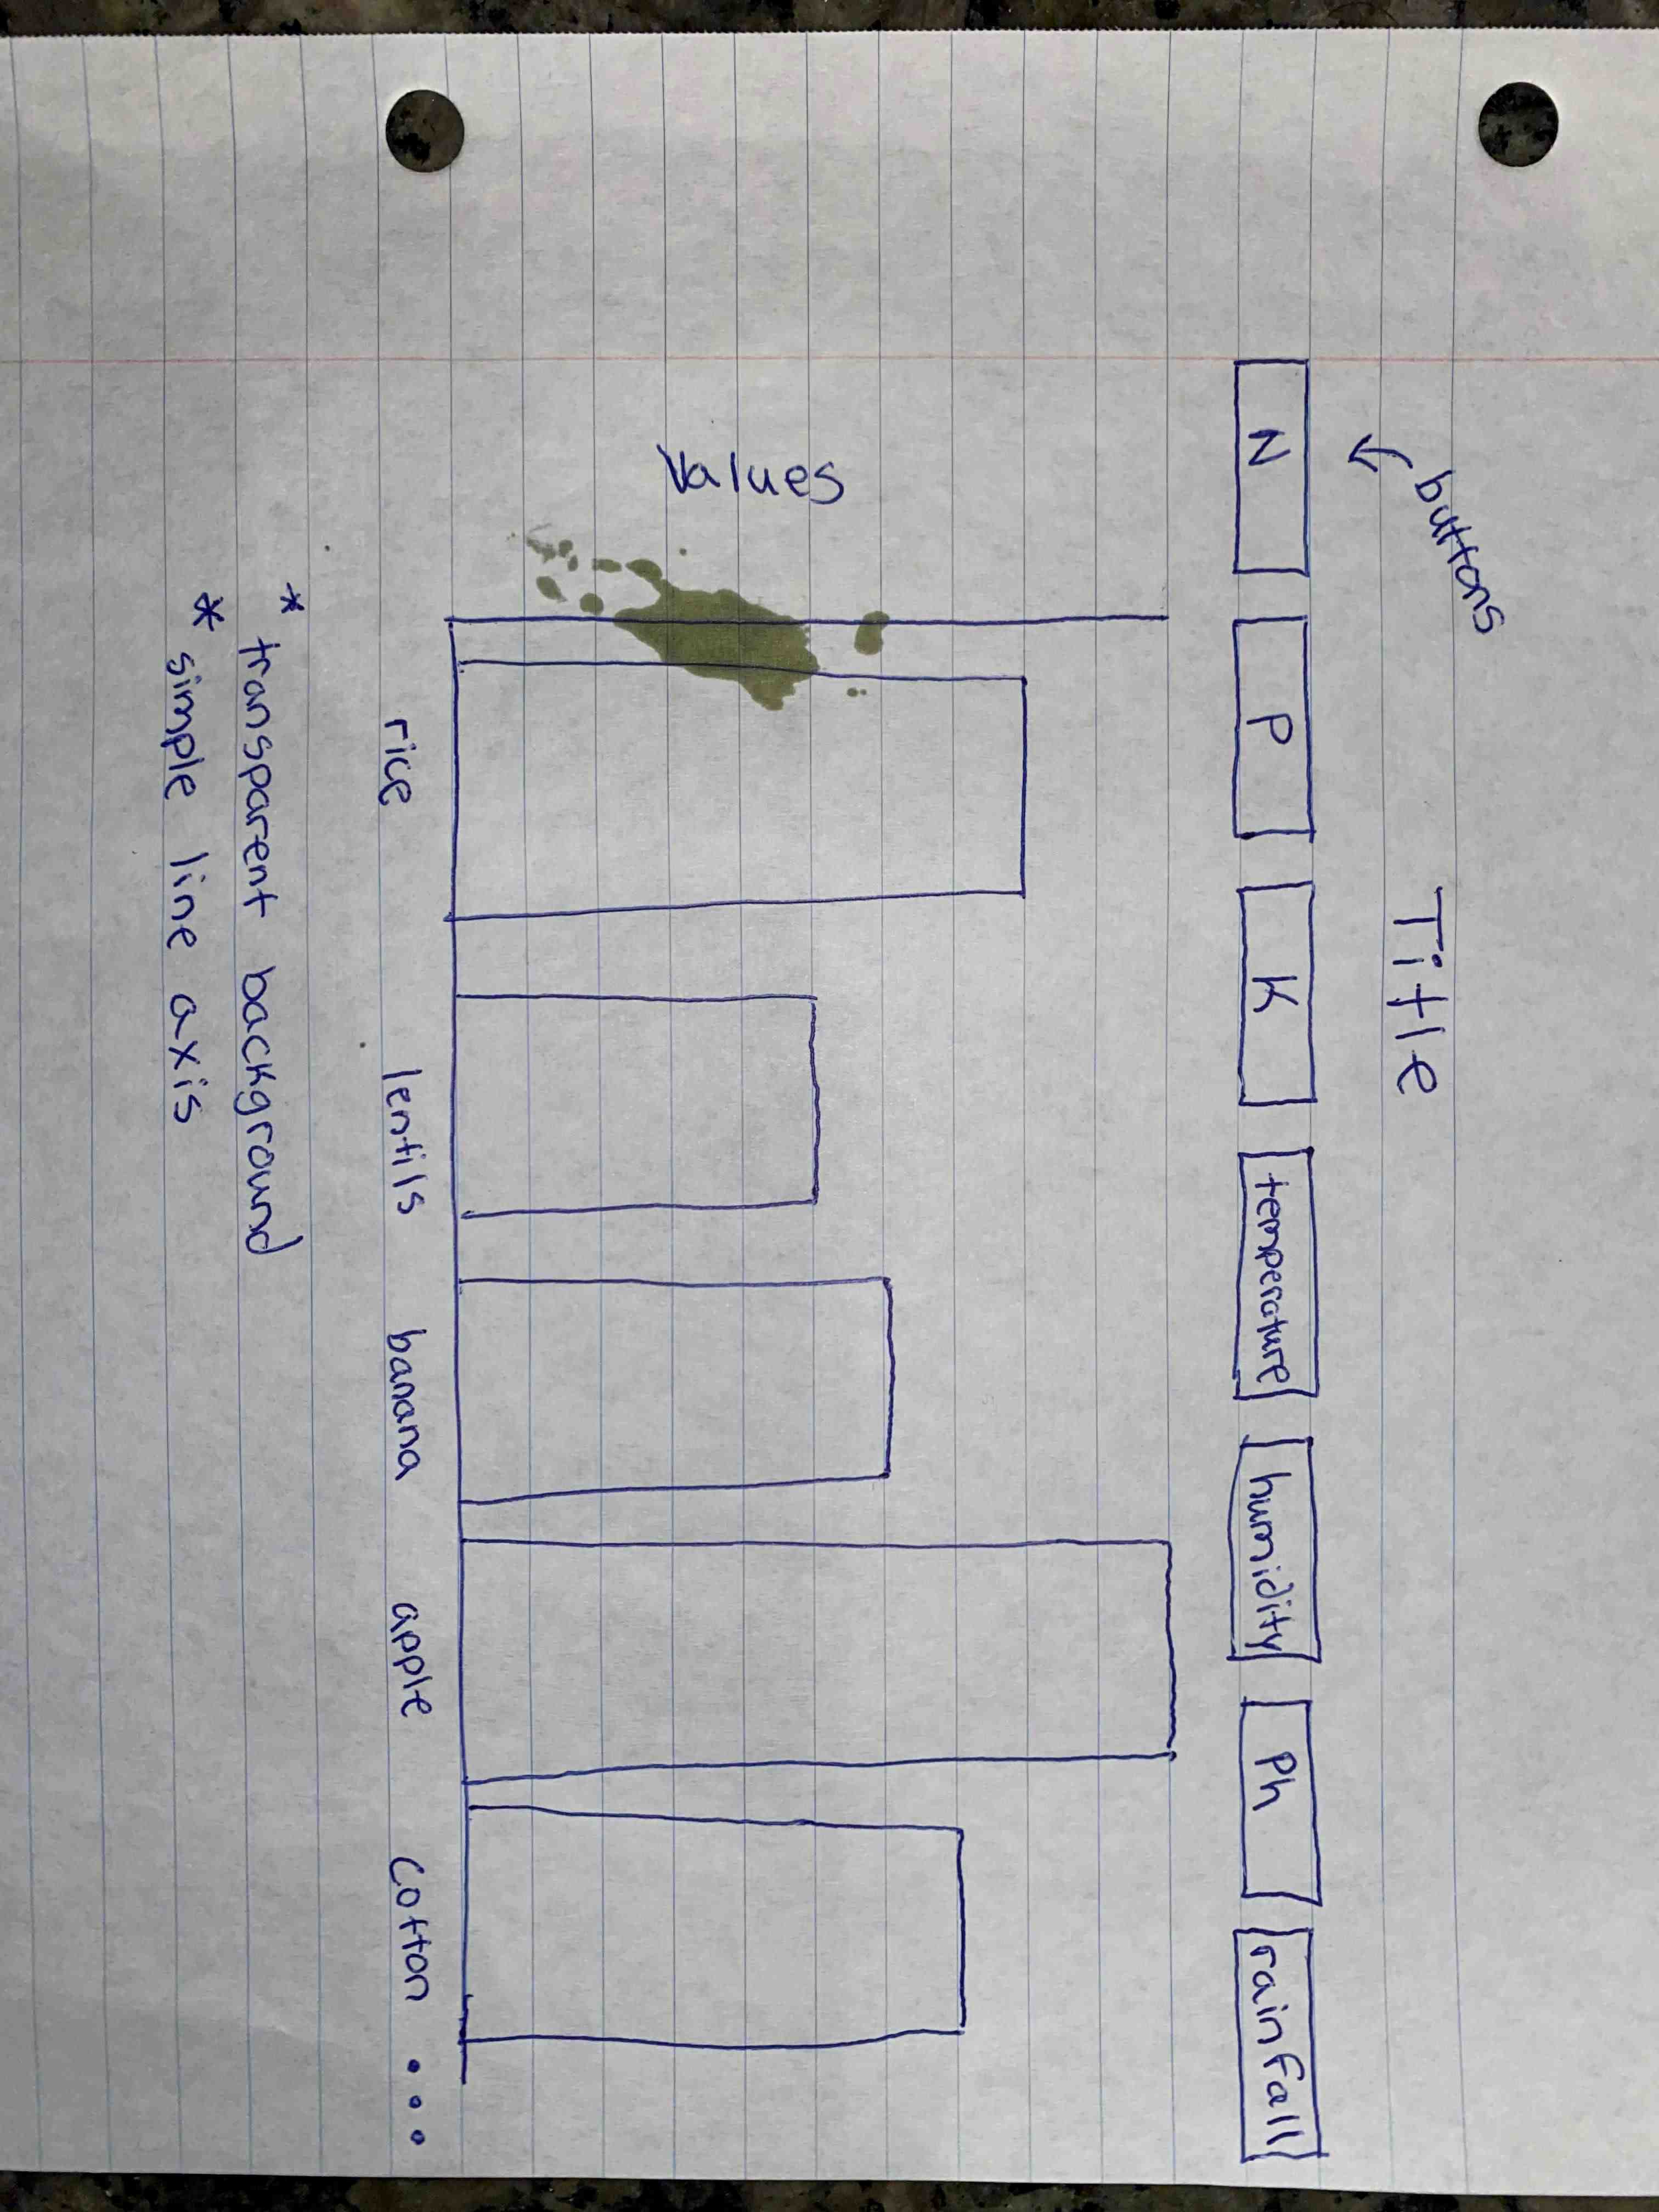 buttons
Title
N P K temperature humidity Ph rainfall
Values
rice lentils banana apple cotton ...
* transparent background
* simple line axis